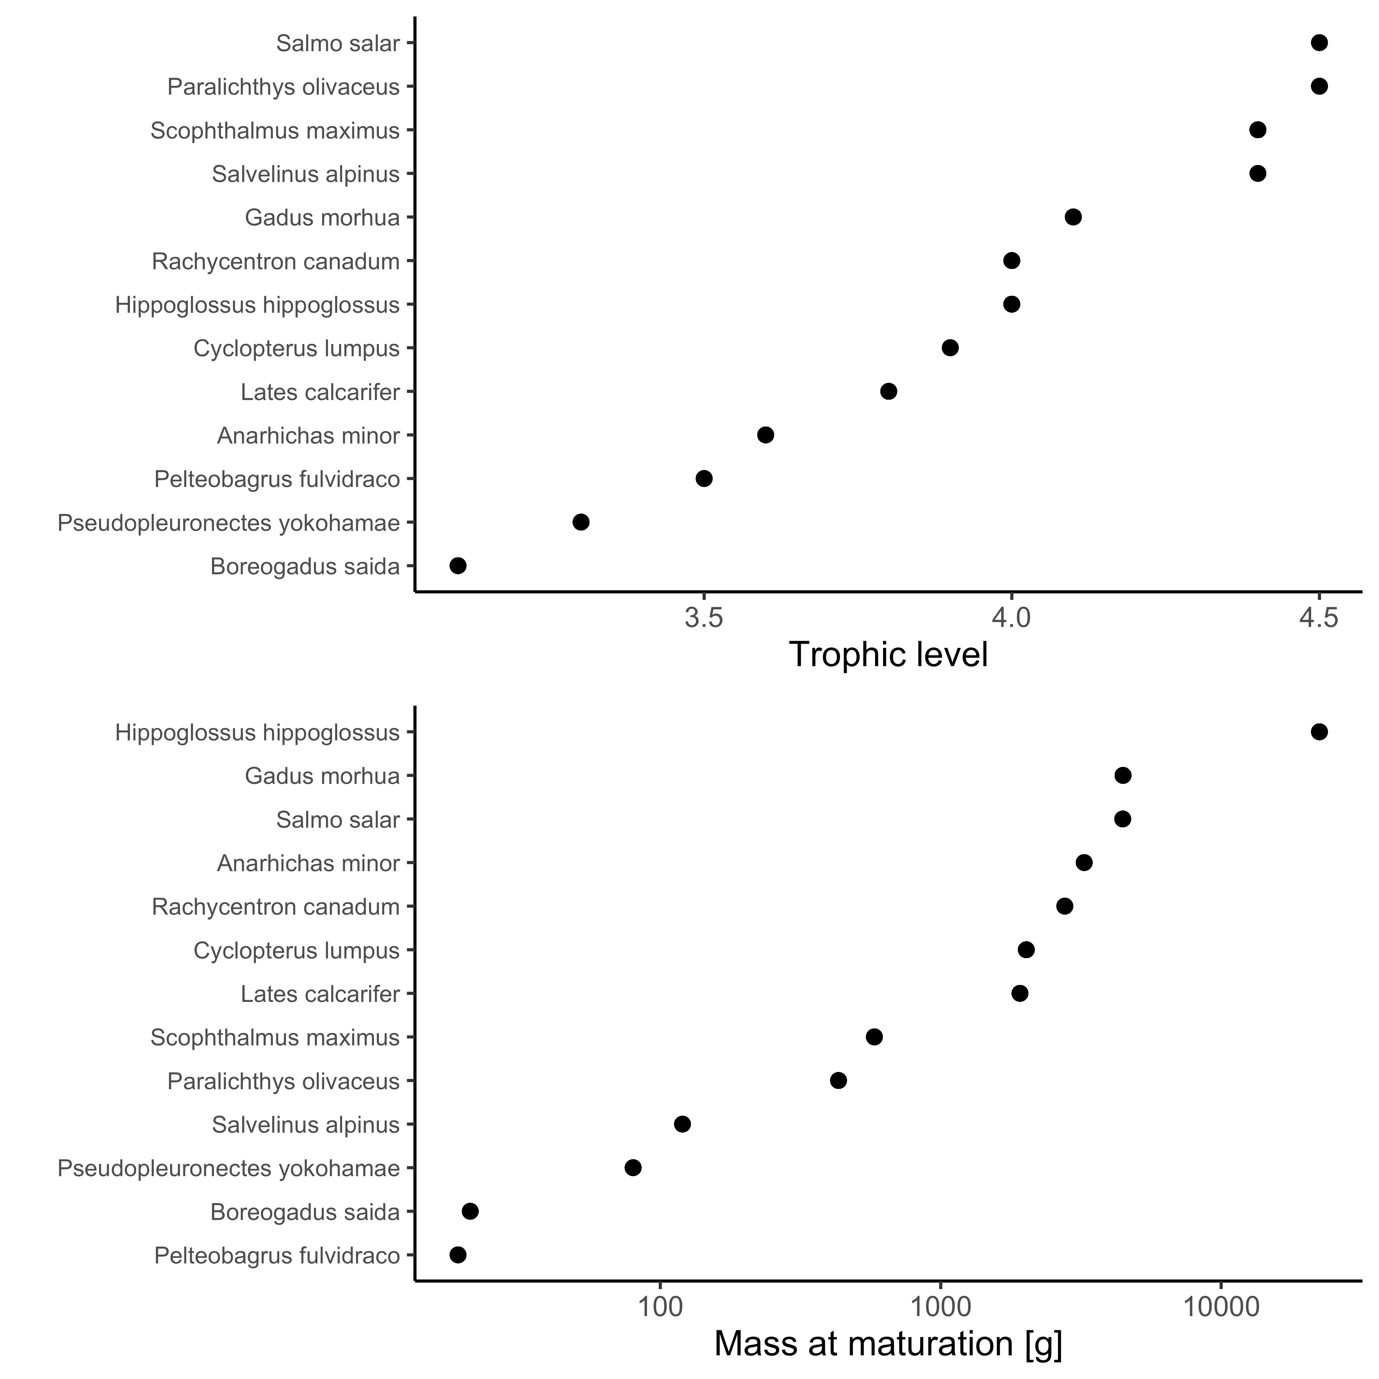 Salmo salar
Paralichthys olivaceus
Scophthalmus maximus
Salvelinus alpinus
Gadus morhua
Rachycentron canadum
Hippoglossus hippoglossus
Cyclopterus lumpus
Lates calcarifer
Anarhichas minor
Pelteobagrus fulvidraco
Pseudopleuronectes yokohamae
Boreogadus saida
3.5 4.0 4.5
Trophic level
Hippoglossus hippoglossus
Gadus morhua
Salmo salar
Anarhichas minor
Rachycentron canadum
Cyclopterus lumpus
Lates calcarifer
Scophthalmus maximus
Paralichthys olivaceus
Salvelinus alpinus
Pseudopleuronectes yokohamae
Boreogadus saida
Pelteobagrus fulvidraco
100 1000 10000
Mass at maturation [g]